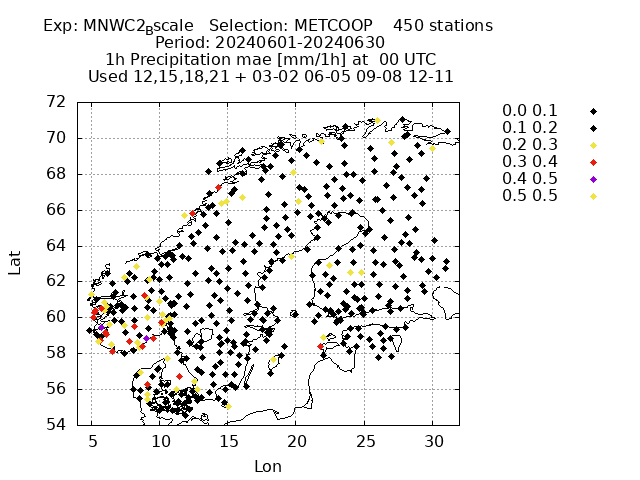 Exp: MNWC2Bscale   Selection: METCOOP    450 stations
Period: 20240601-20240630
1h Precipitation mae [mm/1h] at  00 UTC
Used 12,15,18,21 + 03-02 06-05 09-08 12-11
0.0 0.1
0.1 0.2
0.2 0.3
0.3 0.4
0.4 0.5
0.5 0.5
Lat
72
70
68
66
64
62
60
58
56
54
5 10 15 20 25 30
Lon